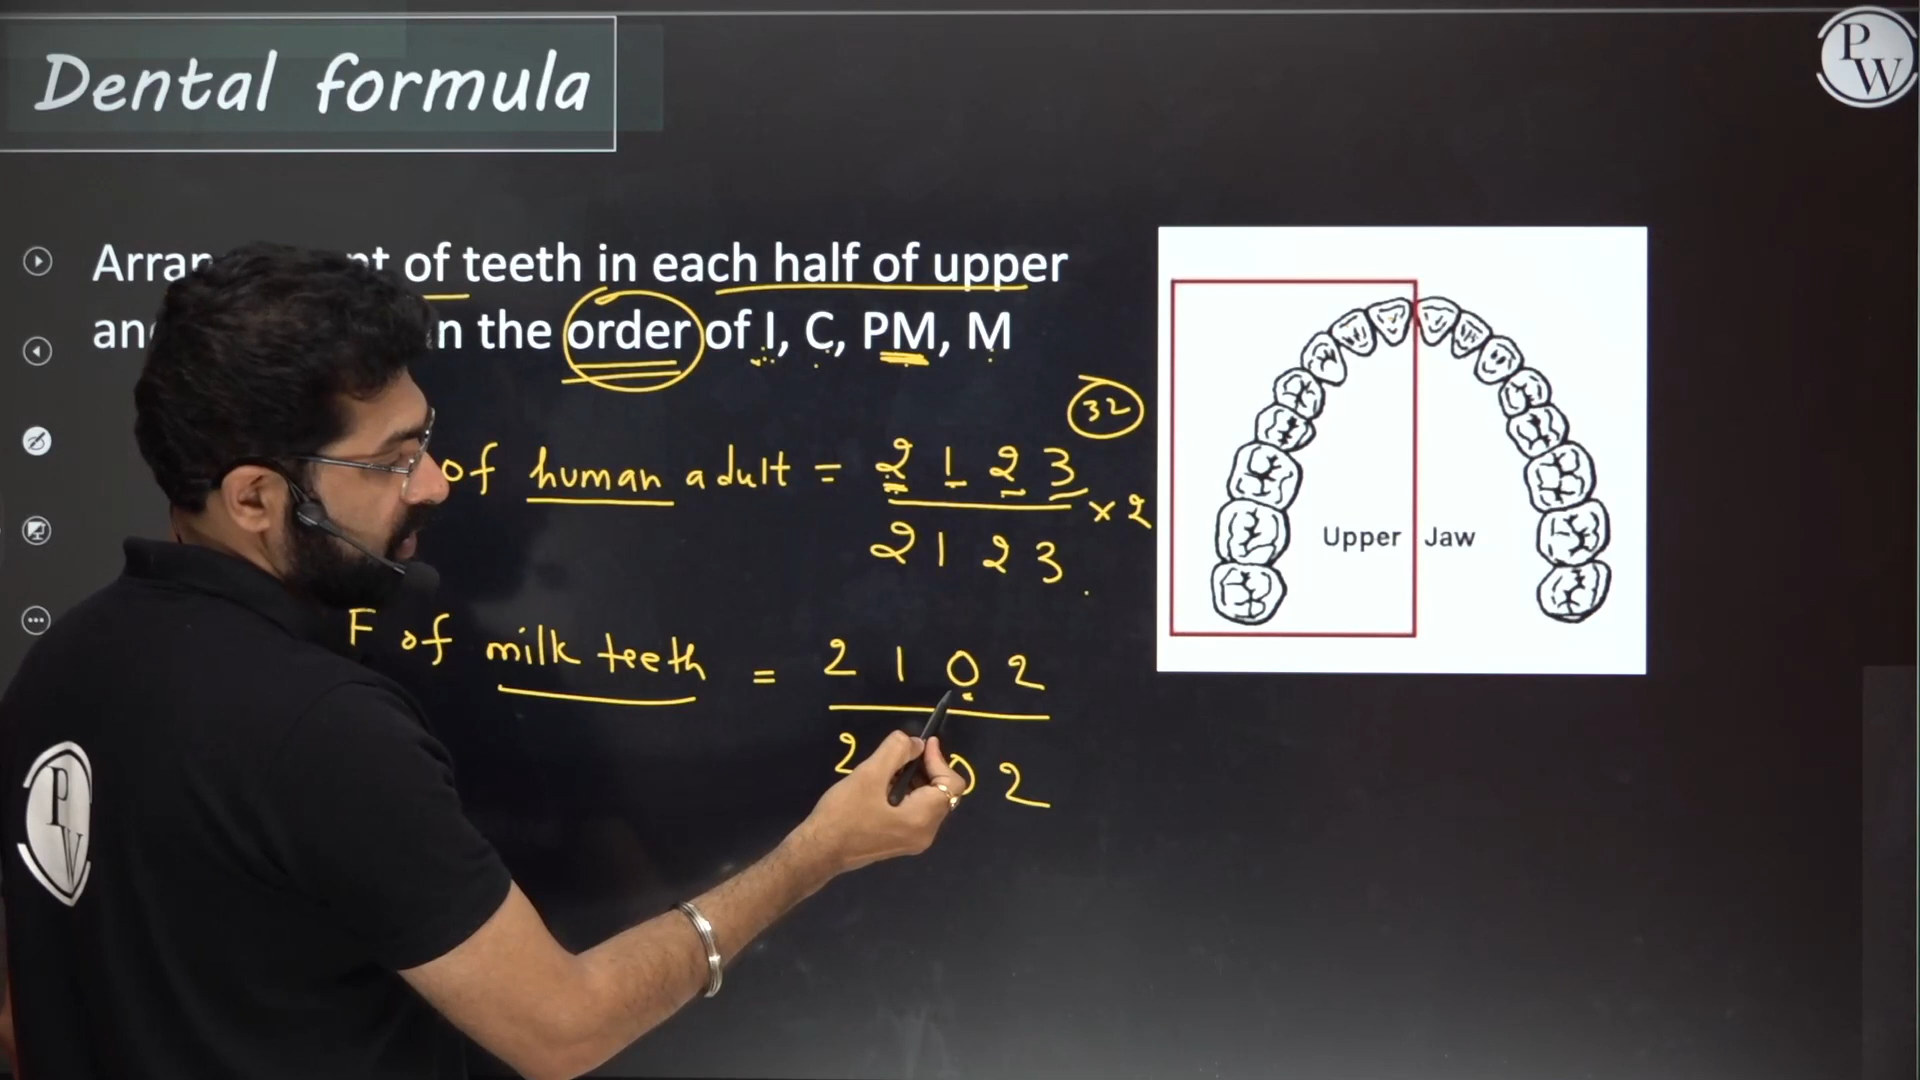 Dental formula
PW
of teeth in each half of upper
the order of I, C, PM, M
32
of human adult = 2 1 2 3 × 2
2 1 2 3
F of milk teeth = 2 1 0 2
2 0 2
Upper Jaw
PW